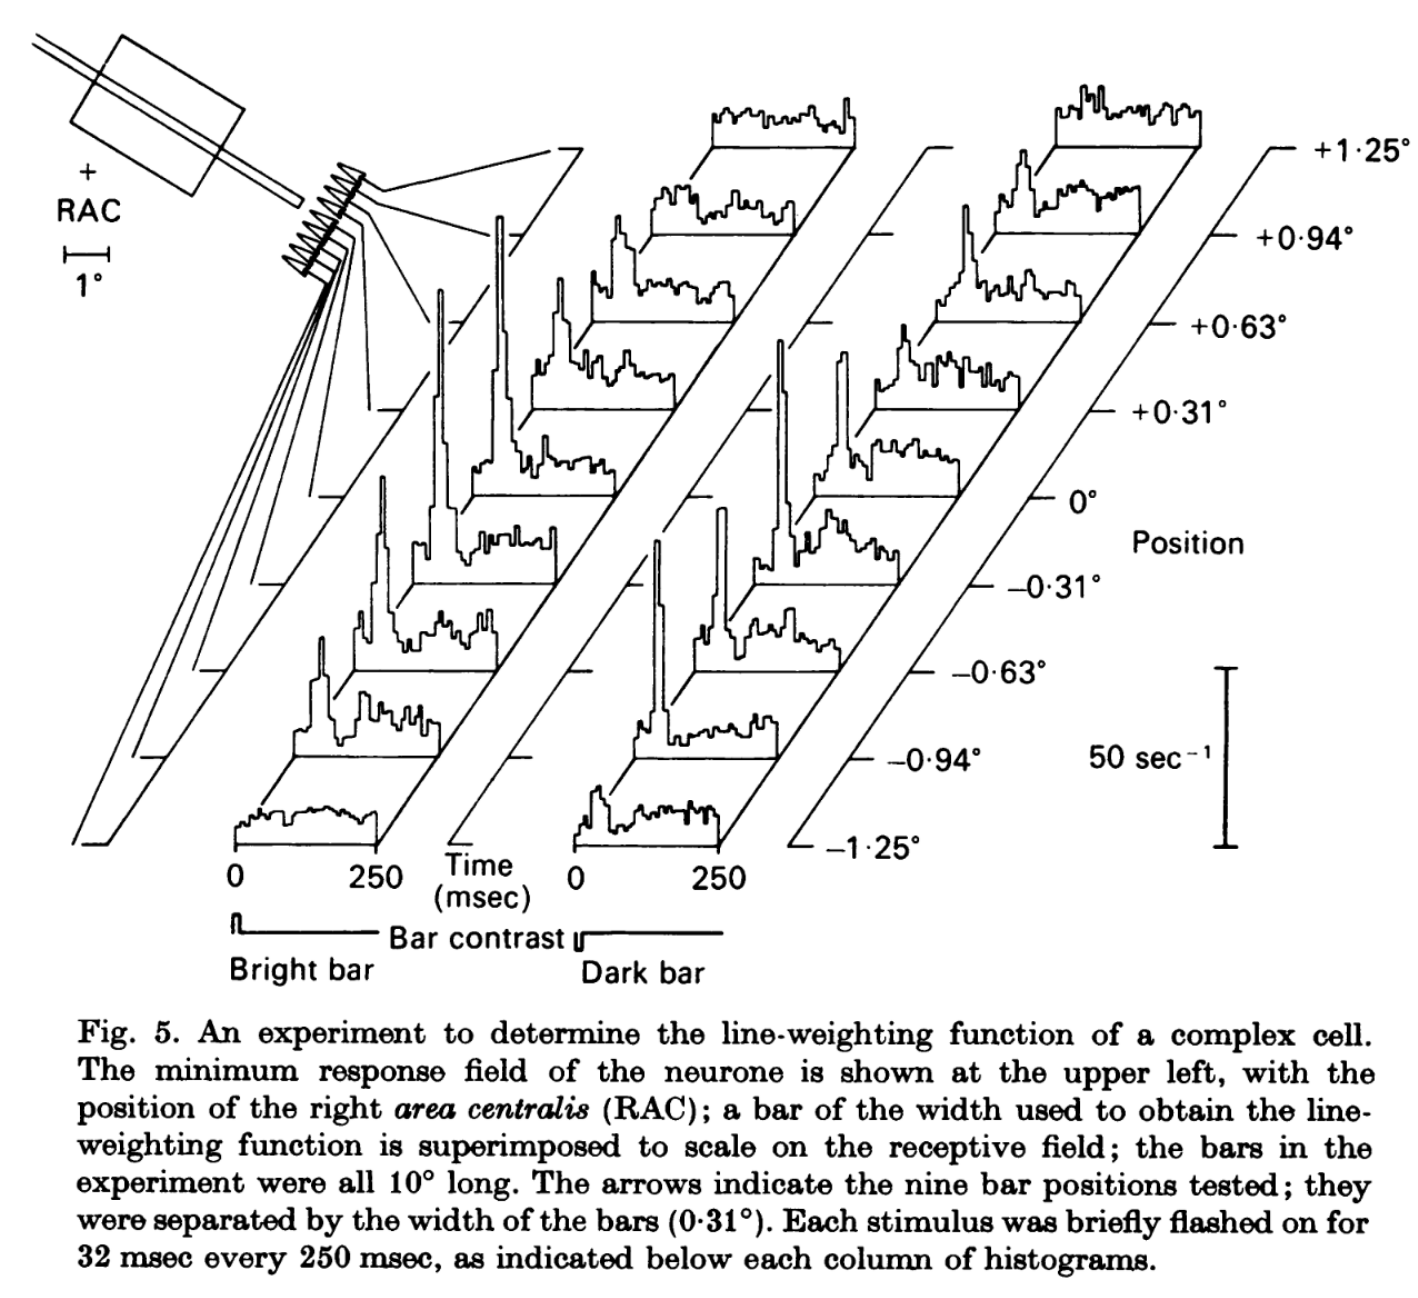 RAC
1°
+1·25°
+0·94°
+0·63°
+0·31°
0°
Position
−0·31°
−0·63°
50 sec⁻¹
−0·94°
−1·25°
0
250
Time
(msec)
0
250
Bar contrast
Bright bar
Dark bar
Fig. 5. An experiment to determine the line-weighting function of a complex cell.
The minimum response field of the neurone is shown at the upper left, with the
position of the right area centralis (RAC); a bar of the width used to obtain the line-
weighting function is superimposed to scale on the receptive field; the bars in the
experiment were all 10° long. The arrows indicate the nine bar positions tested; they
were separated by the width of the bars (0·31°). Each stimulus was briefly flashed on for
32 msec every 250 msec, as indicated below each column of histograms.